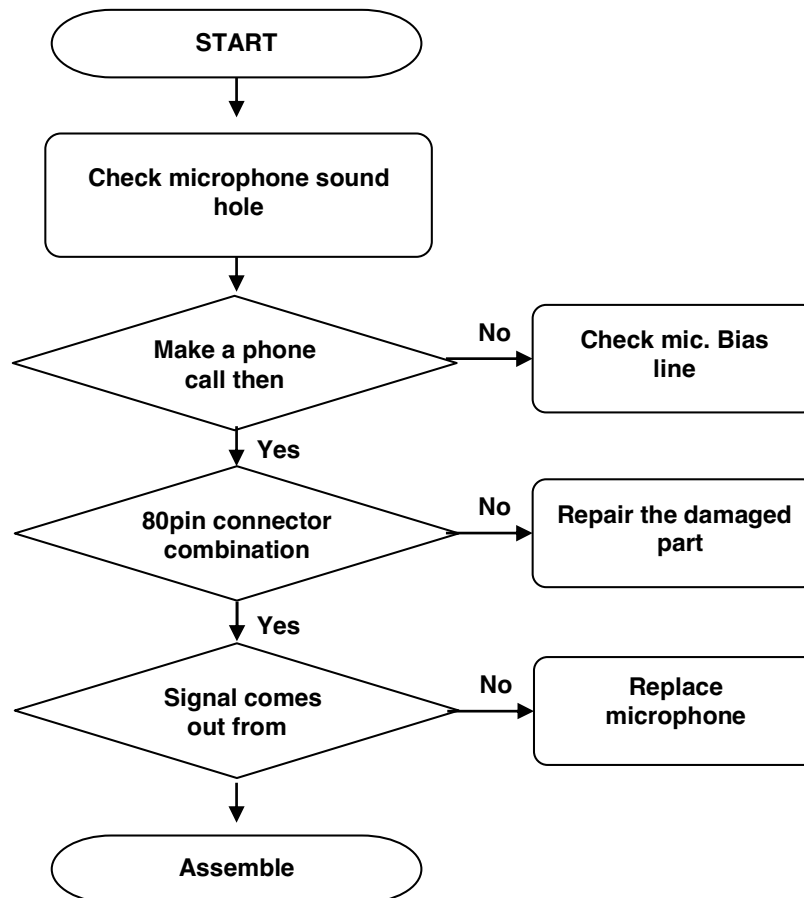 START
Check microphone sound
hole
Make a phone
call then
No
Check mic. Bias
line
Yes
80pin connector
combination
No
Repair the damaged
part
Yes
Signal comes
out from
No
Replace
microphone
Assemble